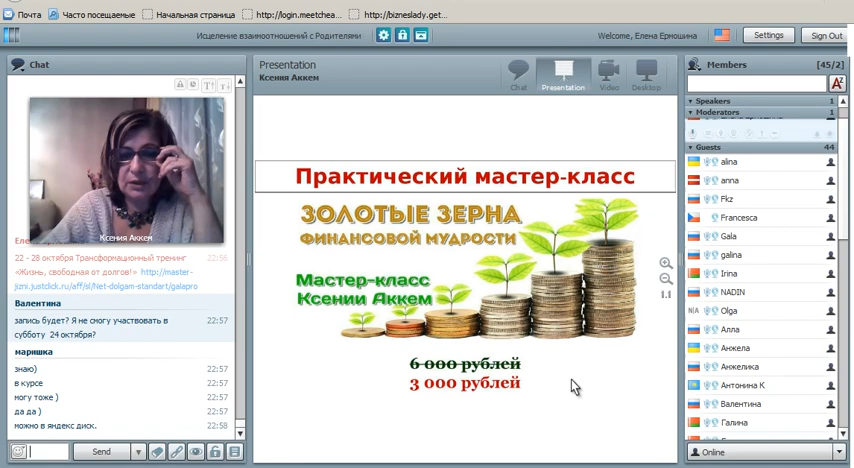 Почта
Часто посещаемые
Начальная страница
http://login.meetchea...
http://bizneslady.get...
Исцеление взаимоотношений с Родителями
Welcome, Елена Ермошина
Settings
Sign Out
Chat
T↑
T↓
Ксения Аккем
22 - 28 октября Трансформационный тренинг
22:56
«Жизнь, свободная от долгов!» http://master-
jizni.justclick.ru/aff/sl/Net-dolgam-standart/galapro
Валентина
запись будет? Я не смогу участвовать в
22:57
субботу 24 октября?
маришка
знаю)
22:57
в курсе
22:57
могу тоже )
22:57
да да )
22:57
можно в яндекс диск.
22:58
Send
Presentation
Ксения Аккем
Chat
Presentation
Video
Desktop
Практический мастер-класс
ЗОЛОТЫЕ ЗЕРНА
ФИНАНСОВОЙ МУДРОСТИ
Мастер-класс
Ксении Аккем
6 000 рублей
3 000 рублей
1.1
Members
[45/2]
Speakers
1
Moderators
1
Guests
44
alina
anna
Fkz
Francesca
Gala
galina
Irina
NADIN
N/A
Olga
Алла
Анжела
Анжелика
Антонина К
Валентина
Галина
Online